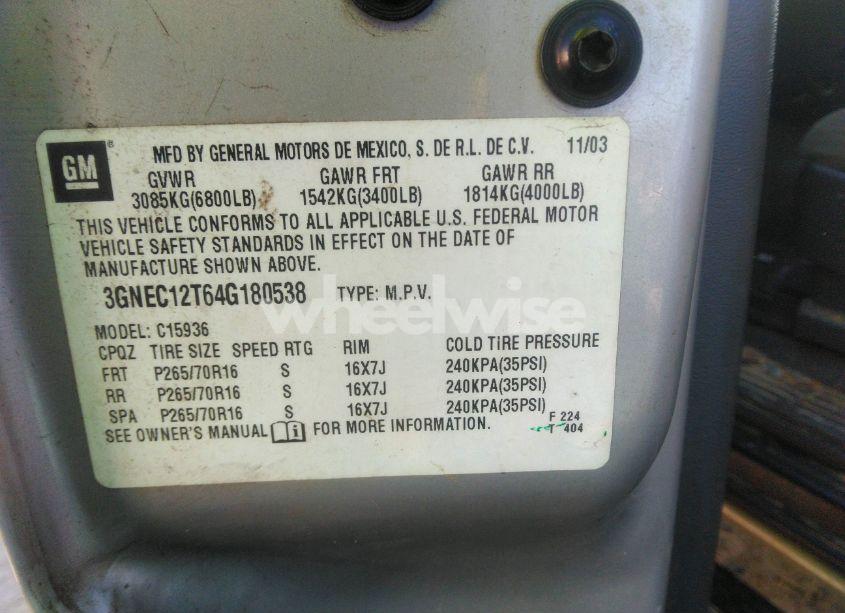 GM ® MFD BY GENERAL MOTORS DE MEXICO, S. DE R.L. DE C.V. 11/03
GVWR GAWR FRT GAWR RR
3085KG(6800LB) 1542KG(3400LB) 1814KG(4000LB)
THIS VEHICLE CONFORMS TO ALL APPLICABLE U.S. FEDERAL MOTOR
VEHICLE SAFETY STANDARDS IN EFFECT ON THE DATE OF
MANUFACTURE SHOWN ABOVE.
3GNEC12T64G180538 TYPE: M.P.V.
wheelwise
MODEL: C15936
CPQZ TIRE SIZE SPEED RTG RIM COLD TIRE PRESSURE
FRT P265/70R16 S 16X7J 240KPA(35PSI)
RR P265/70R16 S 16X7J 240KPA(35PSI)
SPA P265/70R16 S 16X7J 240KPA(35PSI)
SEE OWNER'S MANUAL i FOR MORE INFORMATION.
F 224
T 404